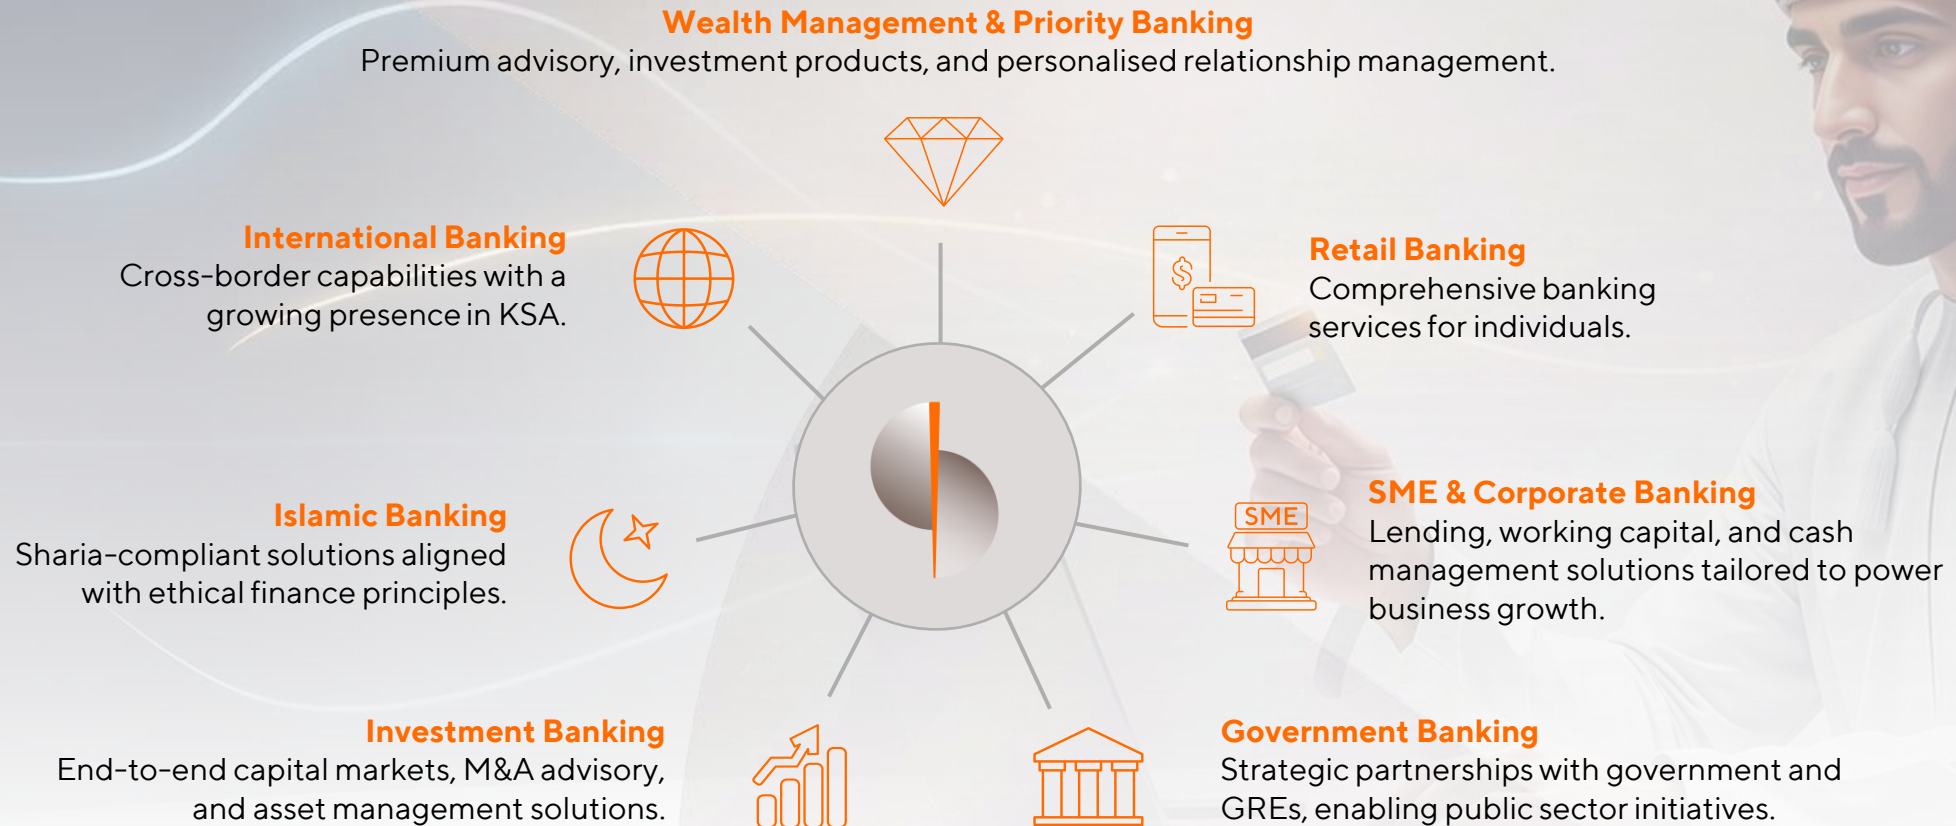 Wealth Management & Priority Banking
Premium advisory, investment products, and personalised relationship management.
International Banking
Cross-border capabilities with a
growing presence in KSA.
Retail Banking
Comprehensive banking
services for individuals.
Islamic Banking
Sharia-compliant solutions aligned
with ethical finance principles.
SME
SME & Corporate Banking
Lending, working capital, and cash
management solutions tailored to power
business growth.
Investment Banking
End-to-end capital markets, M&A advisory,
and asset management solutions.
Government Banking
Strategic partnerships with government and
GREs, enabling public sector initiatives.